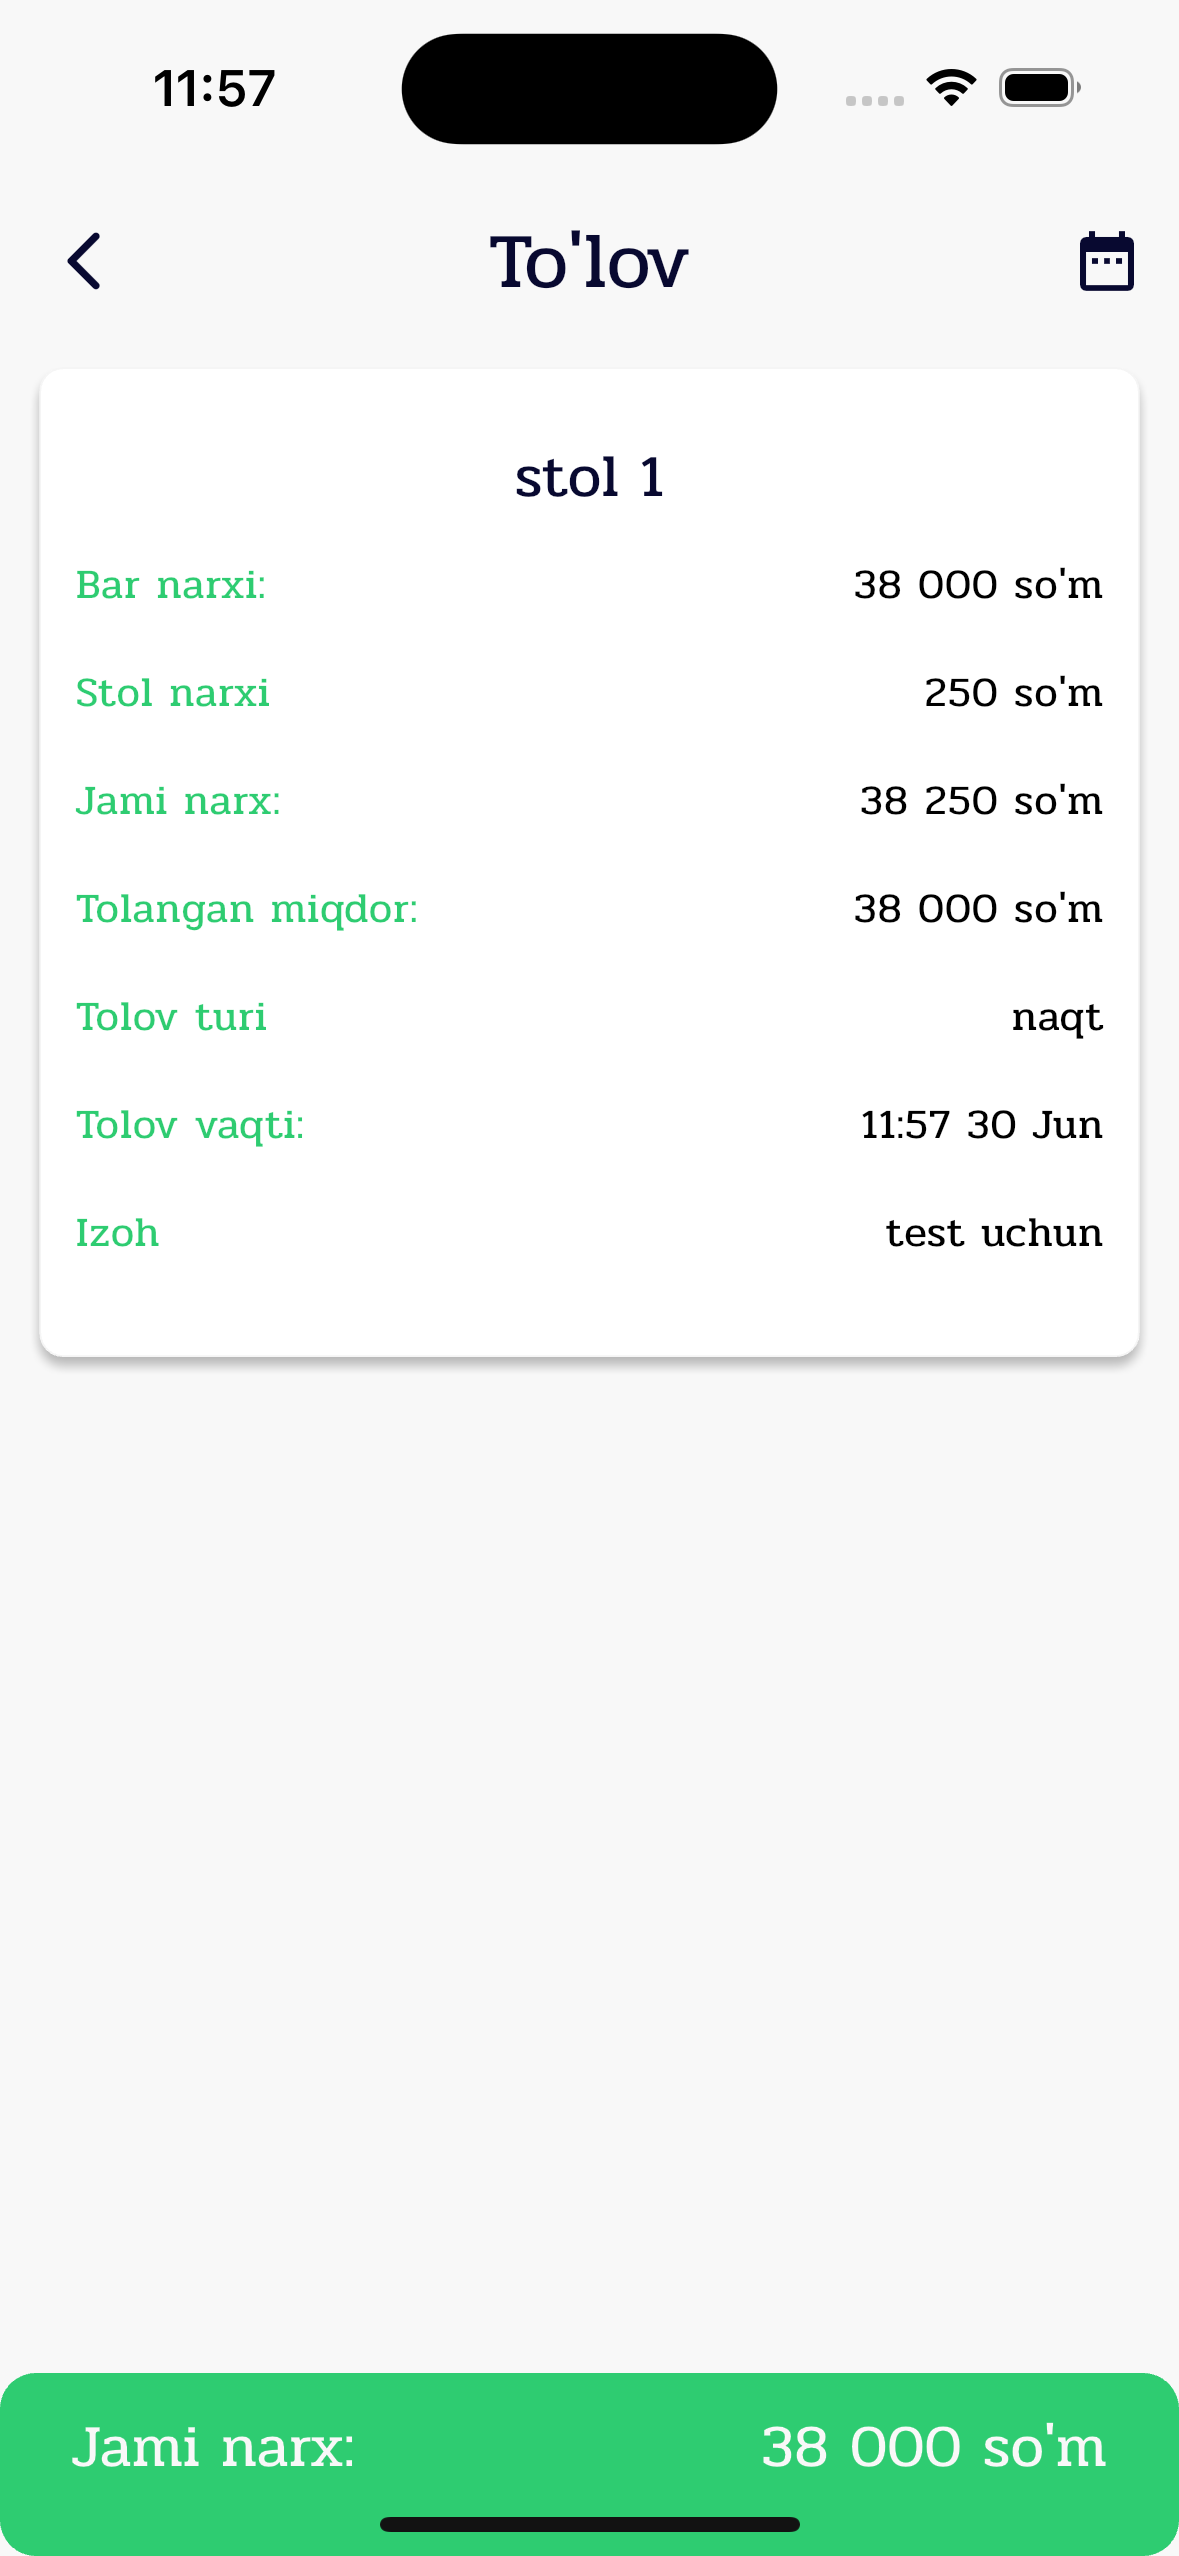 11:57
To'lov
stol 1
Bar narxi: 38 000 so'm
Stol narxi 250 so'm
Jami narx: 38 250 so'm
Tolangan miqdor: 38 000 so'm
Tolov turi naqt
Tolov vaqti: 11:57 30 Jun
Izoh test uchun
Jami narx: 38 000 so'm